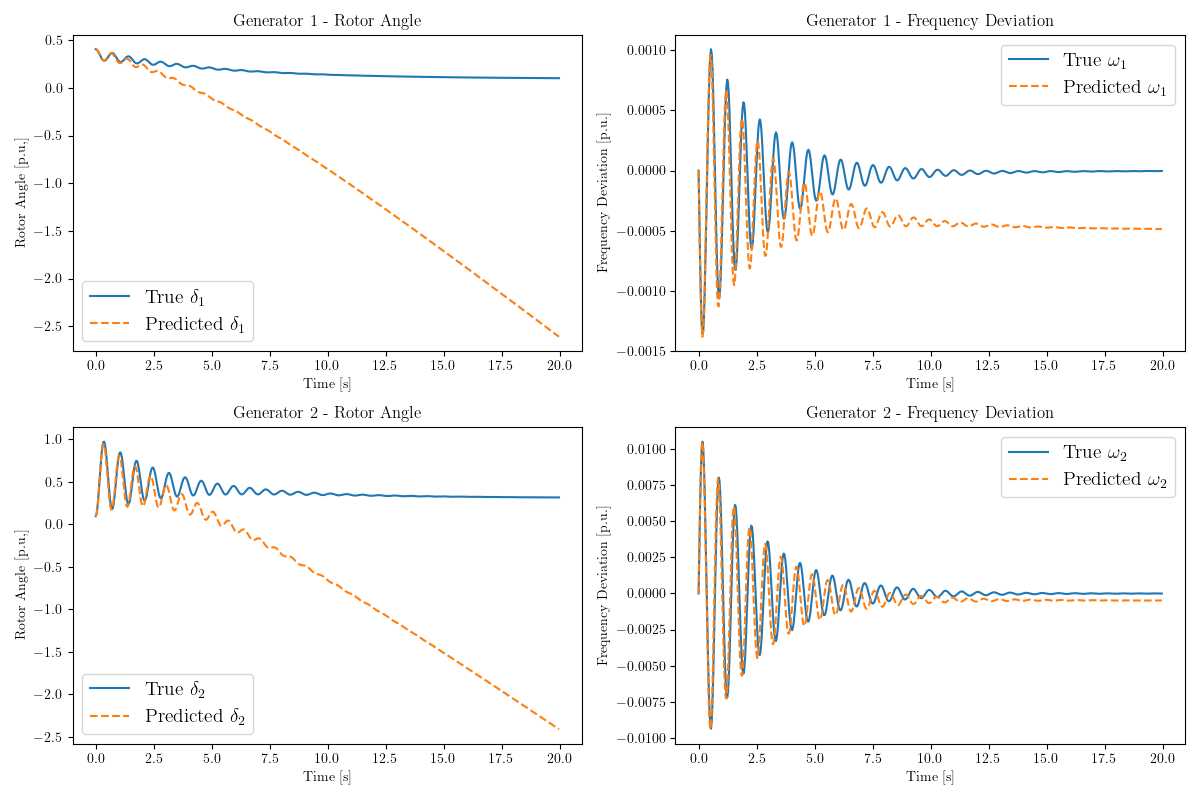 Generator 1 - Rotor Angle
0.5
0.0
−0.5
−1.0
−1.5
−2.0
−2.5
Rotor Angle [p.u,]
True δ₁
Predicted δ₁
0.0 2.5 5.0 7.5 10.0 12.5 15.0 17.5 20.0
Time [s]
Generator 1 - Frequency Deviation
0.0010
0.0005
0.0000
−0.0005
−0.0010
−0.0015
Frequency Deviation [p.u.]
True ω₁
Predicted ω₁
0.0 2.5 5.0 7.5 10.0 12.5 15.0 17.5 20.0
Time [s]
Generator 2 - Rotor Angle
1.0
0.5
0.0
−0.5
−1.0
−1.5
−2.0
−2.5
Rotor Angle [p.u,]
True δ₂
Predicted δ₂
0.0 2.5 5.0 7.5 10.0 12.5 15.0 17.5 20.0
Time [s]
Generator 2 - Frequency Deviation
0.0100
0.0075
0.0050
0.0025
0.0000
−0.0025
−0.0050
−0.0075
−0.0100
Frequency Deviation [p.u.]
True ω₂
Predicted ω₂
0.0 2.5 5.0 7.5 10.0 12.5 15.0 17.5 20.0
Time [s]